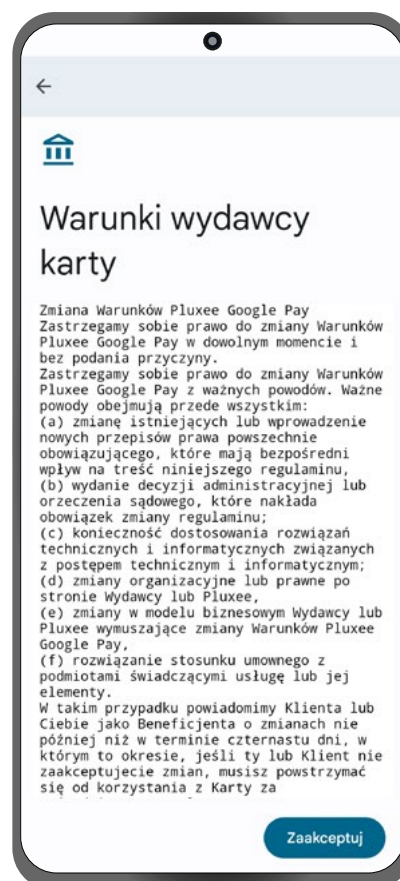 Warunki wydawcy
karty
Zmiana Warunków Pluxee Google Pay
Zastrzegamy sobie prawo do zmiany Warunków
Pluxee Google Pay w dowolnym momencie i
bez podania przyczyny.
Zastrzegamy sobie prawo do zmiany Warunków
Pluxee Google Pay z ważnych powodów. Ważne
powody obejmują przede wszystkim:
(a) zmianę istniejących lub wprowadzenie
nowych przepisów prawa powszechnie
obowiązującego, które mają bezpośredni
wpływ na treść niniejszego regulaminu,
(b) wydanie decyzji administracyjnej lub
orzeczenia sądowego, które nakłada
obowiązek zmiany regulaminu;
(c) konieczność dostosowania rozwiązań
technicznych i informatycznych związanych
z postępem technicznym i informatycznym;
(d) zmiany organizacyjne lub prawne po
stronie Wydawcy lub Pluxee,
(e) zmiany w modelu biznesowym Wydawcy lub
Pluxee wymuszające zmiany Warunków Pluxee
Google Pay,
(f) rozwiązanie stosunku umownego z
podmiotami świadczącymi usługę lub jej
elementy.
W takim przypadku powiadomimy Klienta lub
Ciebie jako Beneficjenta o zmianach nie
później niż w terminie czternastu dni, w
którym to okresie, jeśli ty lub Klient nie
zaakceptujecie zmian, musisz powstrzymać
się od korzystania z Karty za
Zaakceptuj